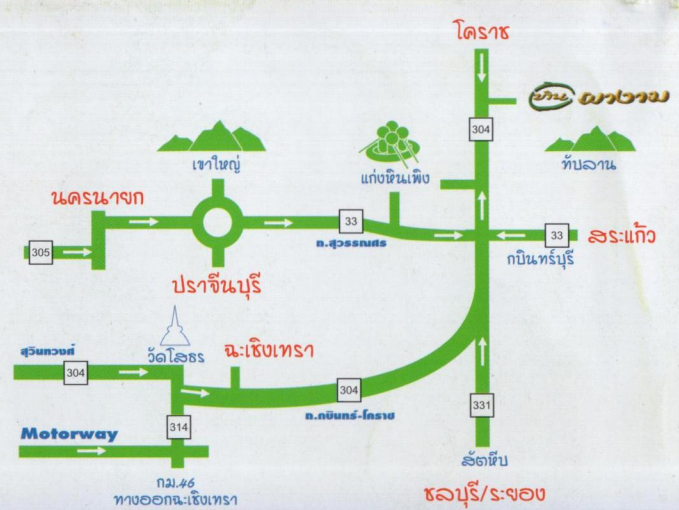 โคราช
บ้าน ผางาม
304
เขาใหญ่
แก่งหินเพิง
ทับลาน
นครนายก
33
ถ.สุวรรณศร
33
สระแก้ว
305
กบินทร์บุรี
ปราจีนบุรี
สุวินทวงศ์
วัดโสธร
ฉะเชิงเทรา
304
304
ถ.กบินทร์-โคราช
331
314
Motorway
สัตหีบ
กม.46
ทางออกฉะเชิงเทรา
ชลบุรี/ระยอง